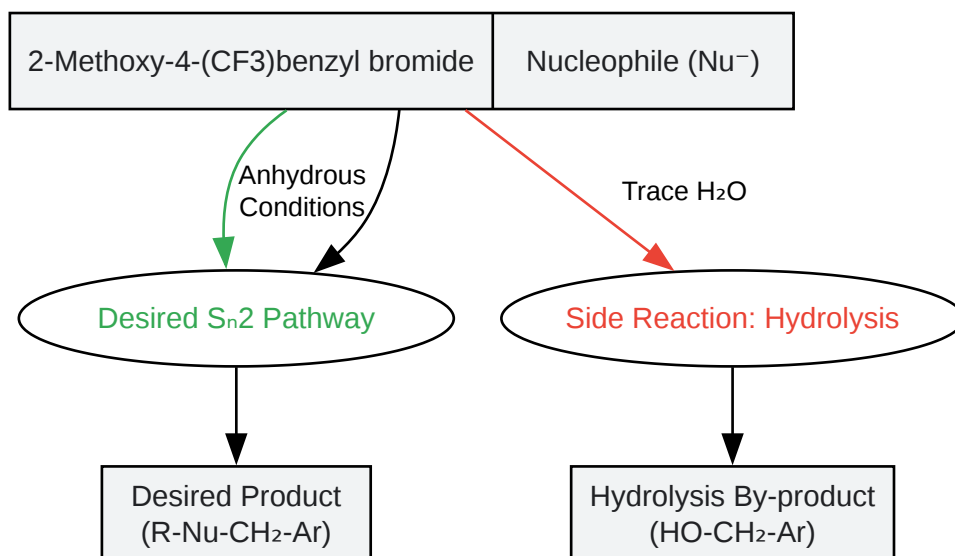 2-Methoxy-4-(CF3)benzyl bromide
Nucleophile (Nu⁻)
Anhydrous
Conditions
Trace H₂O
Desired Sₙ2 Pathway
Side Reaction: Hydrolysis
Desired Product
(R-Nu-CH₂-Ar)
Hydrolysis By-product
(HO-CH₂-Ar)